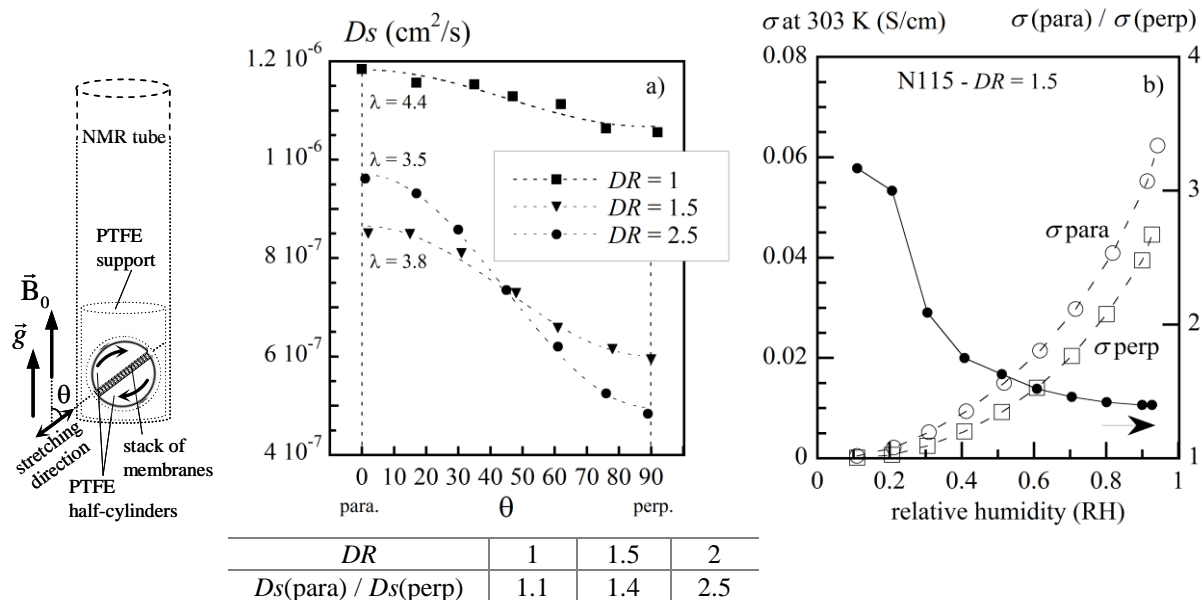 NMR tube
PTFE
support
B⃗0
g⃗
θ
stretching
direction
stack of
membranes
PTFE
half-cylinders
Ds (cm²/s)
a)
1.2 10⁻⁶
1 10⁻⁶
8 10⁻⁷
6 10⁻⁷
4 10⁻⁷
λ = 4.4
λ = 3.5
λ = 3.8
DR = 1
DR = 1.5
DR = 2.5
0 10 20 30 40 50 60 70 80 90
para. θ perp.
DR 1 1.5 2
Ds(para) / Ds(perp) 1.1 1.4 2.5
σ at 303 K (S/cm) σ(para) / σ(perp)
N115 - DR = 1.5 b)
0.08
0.06
0.04
0.02
0
4
3
2
1
σ para
σ perp
0 0.2 0.4 0.6 0.8 1
relative humidity (RH)